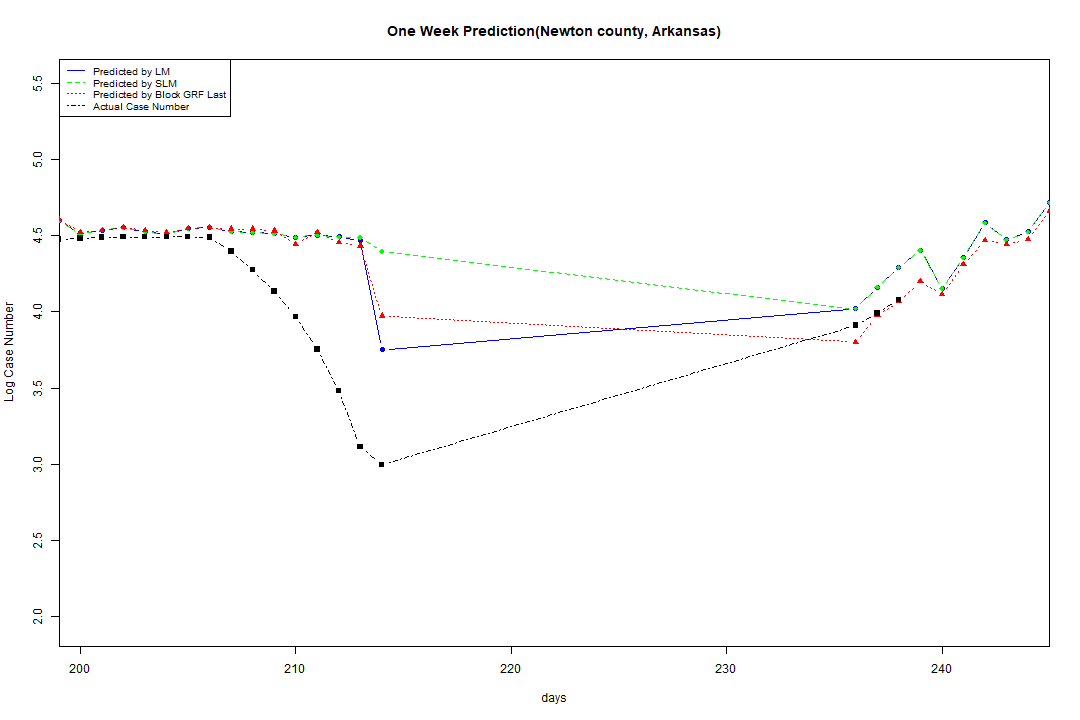 One Week Prediction(Newton county, Arkansas)
Predicted by LM
Predicted by SLM
Predicted by Block GRF Last
Actual Case Number
5.5
5.0
4.5
4.0
3.5
3.0
2.5
2.0
Log Case Number
200 210 220 230 240
days